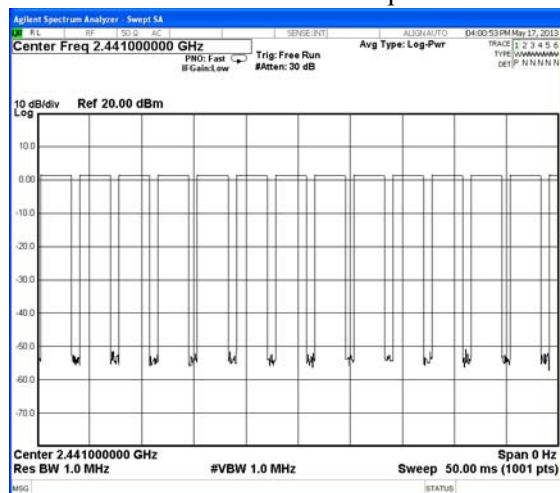 Agilent Spectrum Analyzer - Swept SA
RL RF 50 Ω AC SENSE:INT ALIGNAUTO 04:00:53 PM May 17, 2013
Center Freq 2.441000000 GHz
PNO: Fast
IFGain:Low
Trig: Free Run
#Atten: 30 dB
Avg Type: Log-Pwr
TRACE 1 2 3 4 5 6
TYPE WWWWWW
DET P N N N N N
10 dB/div Ref 20.00 dBm
Log
10.0
0.00
-10.0
-20.0
-30.0
-40.0
-50.0
-60.0
-70.0
Center 2.441000000 GHz Span 0 Hz
Res BW 1.0 MHz #VBW 1.0 MHz Sweep 50.00 ms (1001 pts)
MSG STATUS